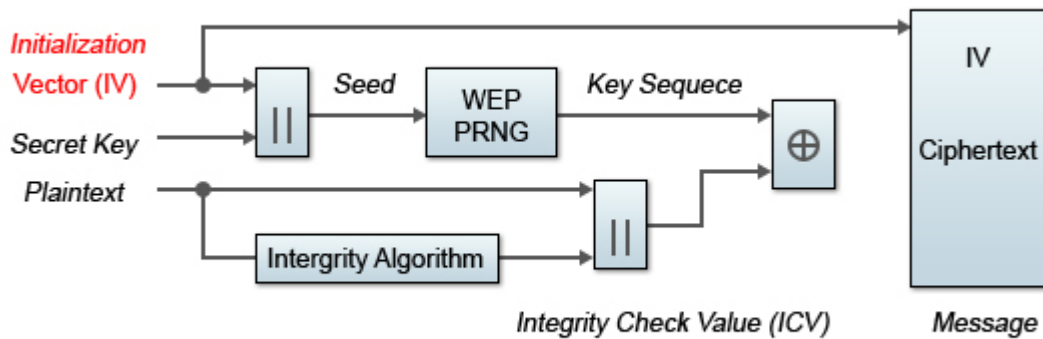 Initialization
Vector (IV)
Secret Key
Plaintext
||
Seed
WEP
PRNG
Key Sequece
⊕
||
Intergrity Algorithm
Integrity Check Value (ICV)
IV
Ciphertext
Message